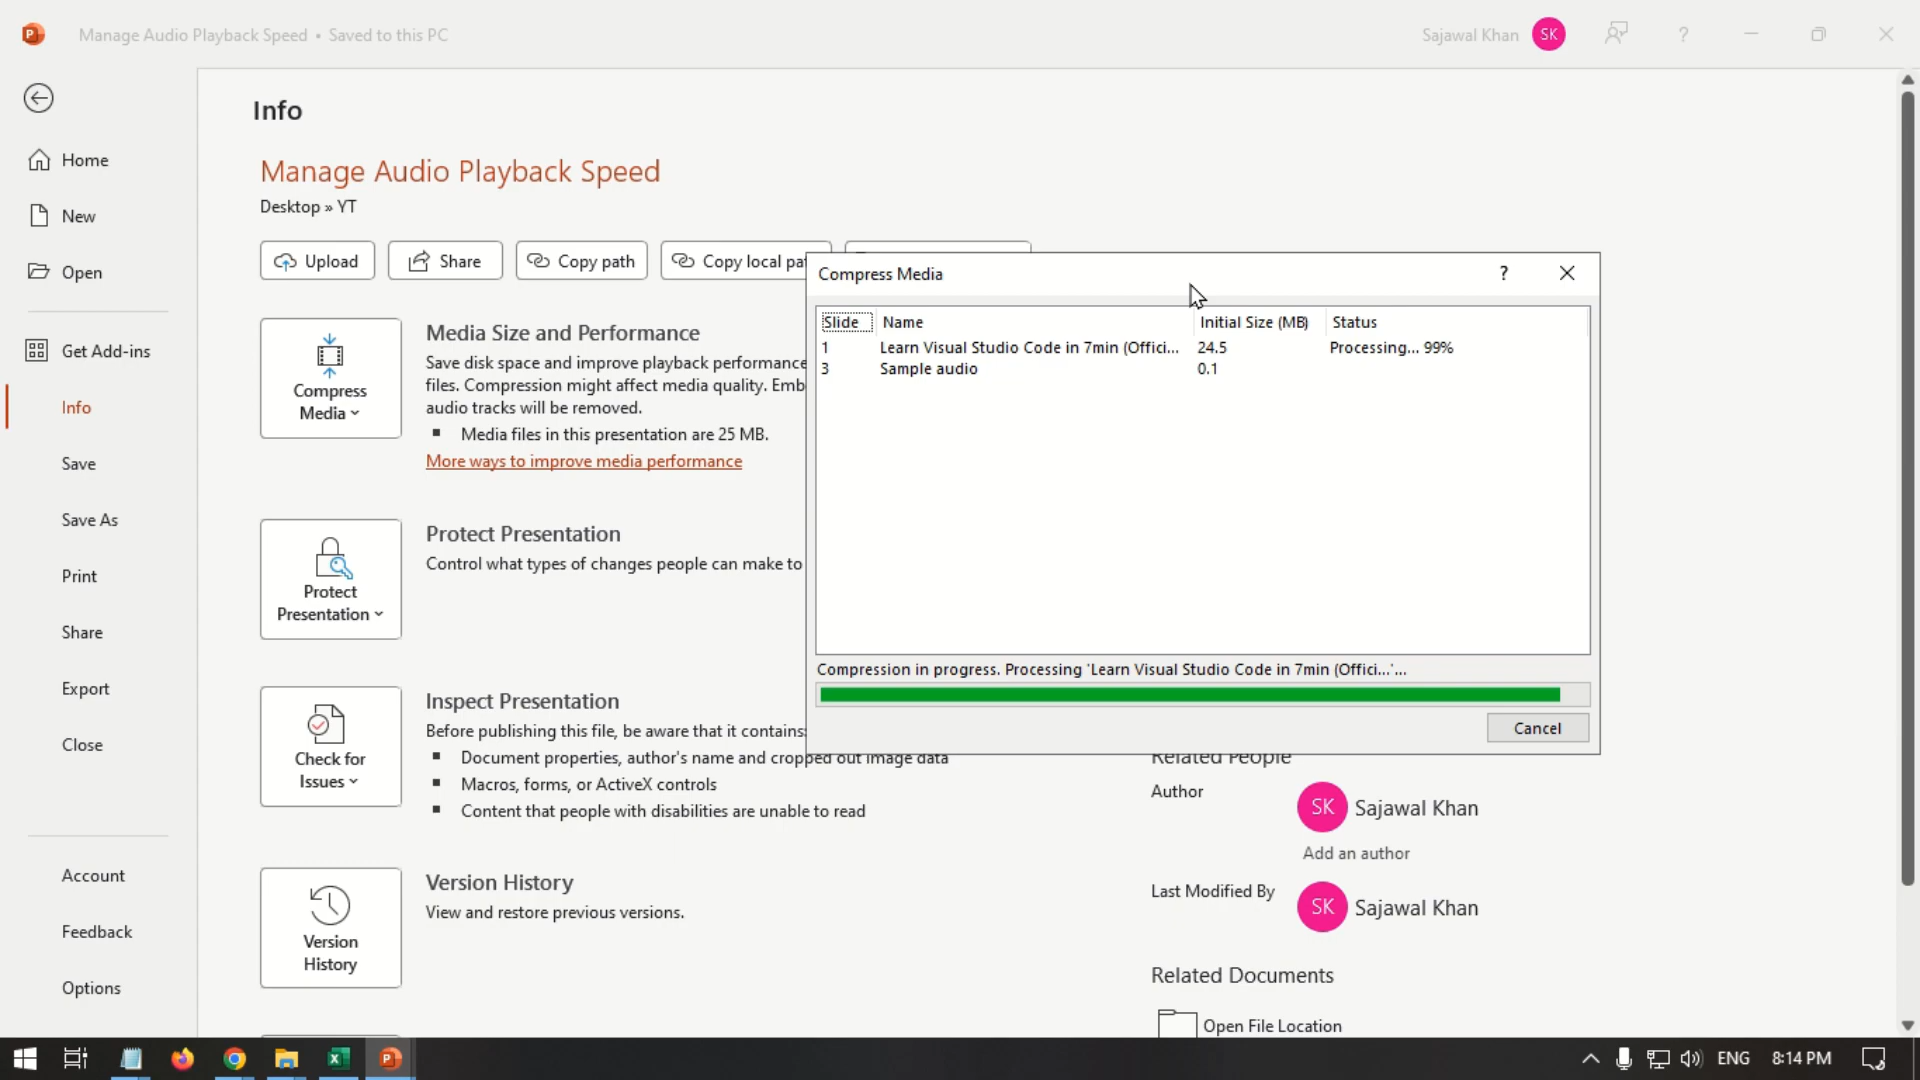 Manage Audio Playback Speed • Saved to this PC
Sajawal Khan SK ?
Info
Home
New
Open
Get Add-ins
Info
Save
Save As
Print
Share
Export
Close
Account
Feedback
Options
Manage Audio Playback Speed
Desktop » YT
Upload
Share
Copy path
Copy local pa
Compress Media
Media Size and Performance
Save disk space and improve playback performance
files. Compression might affect media quality. Emb
audio tracks will be removed.
Media files in this presentation are 25 MB.
More ways to improve media performance
Protect Presentation
Protect Presentation
Control what types of changes people can make to
Check for Issues
Inspect Presentation
Before publishing this file, be aware that it contains:
Document properties, author's name and cropped out image data
Macros, forms, or ActiveX controls
Content that people with disabilities are unable to read
Version History
Version History
View and restore previous versions.
Compress Media ?
Slide Name Initial Size (MB) Status
1 Learn Visual Studio Code in 7min (Offici... 24.5 Processing... 99%
3 Sample audio 0.1
Compression in progress. Processing 'Learn Visual Studio Code in 7min (Offici...'...
Cancel
Related People
Author
SK Sajawal Khan
Add an author
Last Modified By
SK Sajawal Khan
Related Documents
Open File Location
ENG 8:14 PM